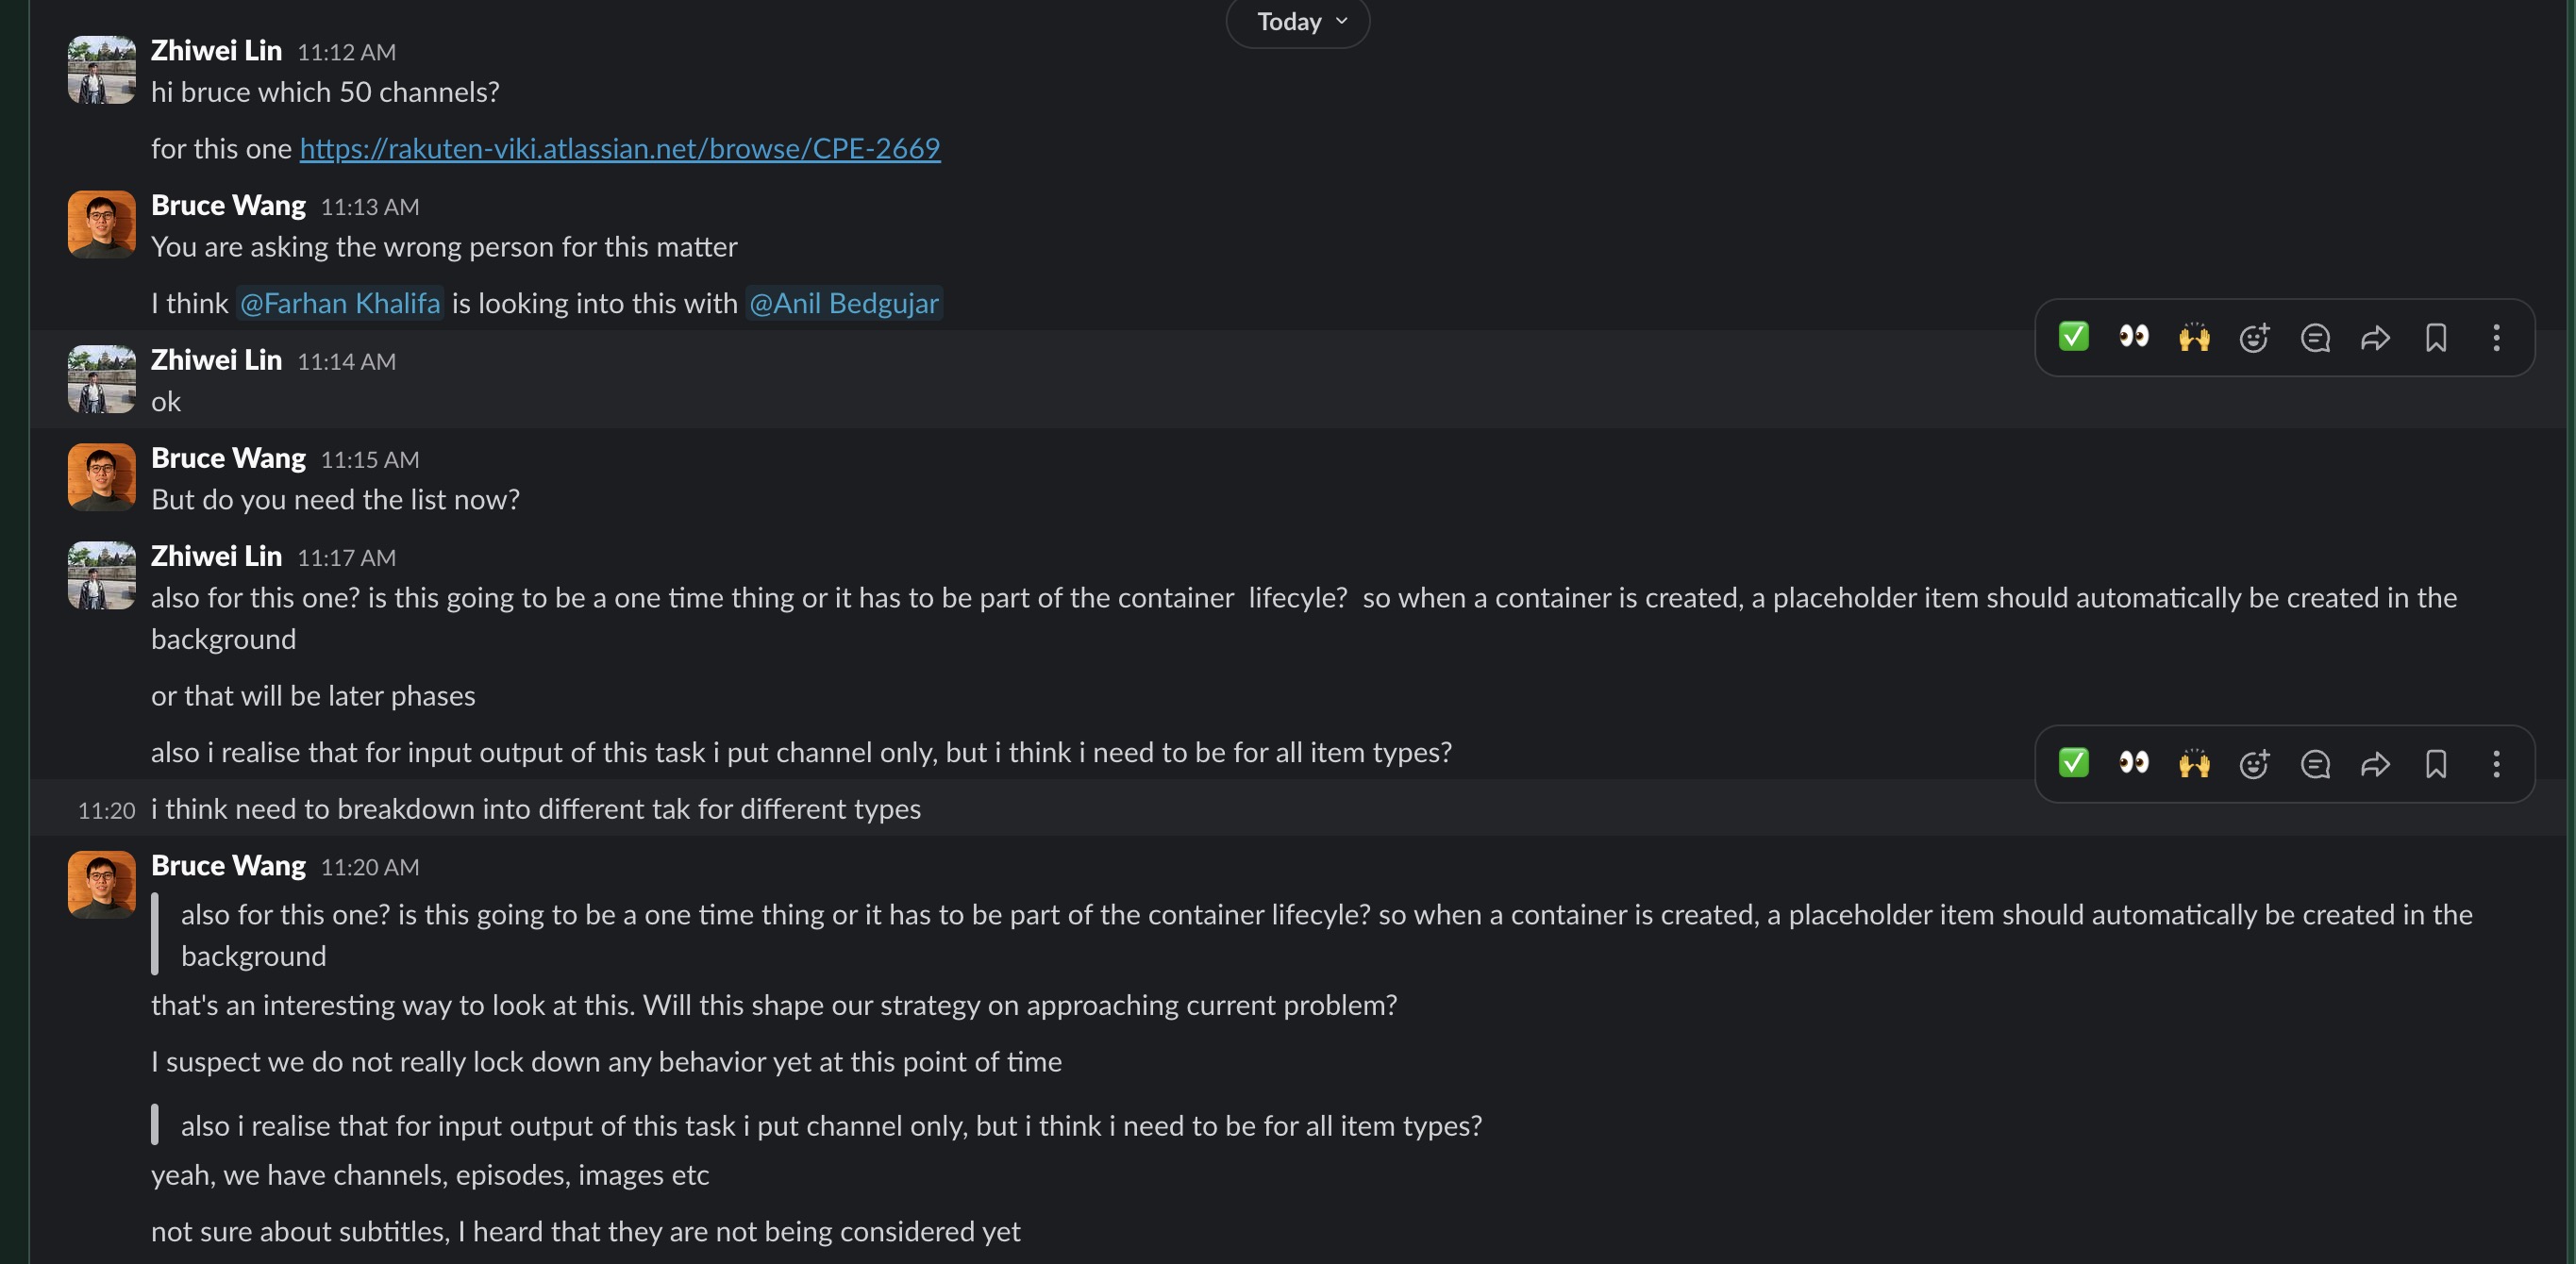 Today
Zhiwei Lin 11:12 AM
hi bruce which 50 channels?
for this one https://rakuten-viki.atlassian.net/browse/CPE-2669
Bruce Wang 11:13 AM
You are asking the wrong person for this matter
I think @Farhan Khalifa is looking into this with @Anil Bedgujar
Zhiwei Lin 11:14 AM
ok
Bruce Wang 11:15 AM
But do you need the list now?
Zhiwei Lin 11:17 AM
also for this one? is this going to be a one time thing or it has to be part of the container  lifecyle?  so when a container is created, a placeholder item should automatically be created in the
background
or that will be later phases
also i realise that for input output of this task i put channel only, but i think i need to be for all item types?
11:20 i think need to breakdown into different tak for different types
Bruce Wang 11:20 AM
also for this one? is this going to be a one time thing or it has to be part of the container lifecyle? so when a container is created, a placeholder item should automatically be created in the
background
that's an interesting way to look at this. Will this shape our strategy on approaching current problem?
I suspect we do not really lock down any behavior yet at this point of time
also i realise that for input output of this task i put channel only, but i think i need to be for all item types?
yeah, we have channels, episodes, images etc
not sure about subtitles, I heard that they are not being considered yet